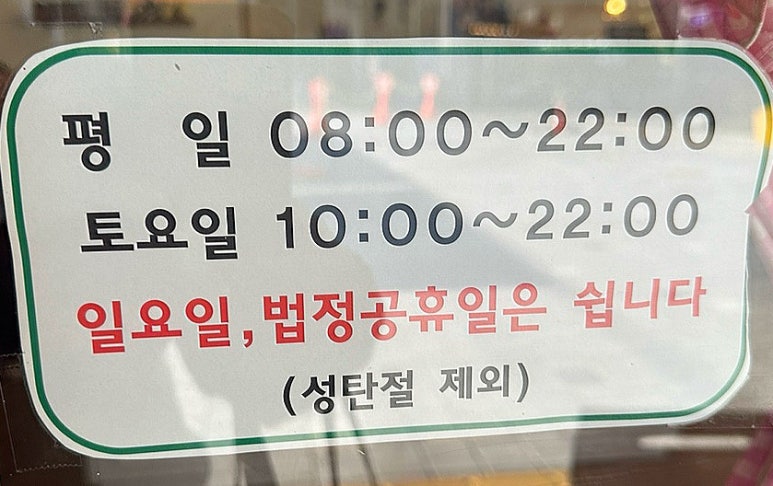 평 일 08:00~22:00
토요일 10:00~22:00
일요일, 법정공휴일은 쉽니다
(성탄절 제외)